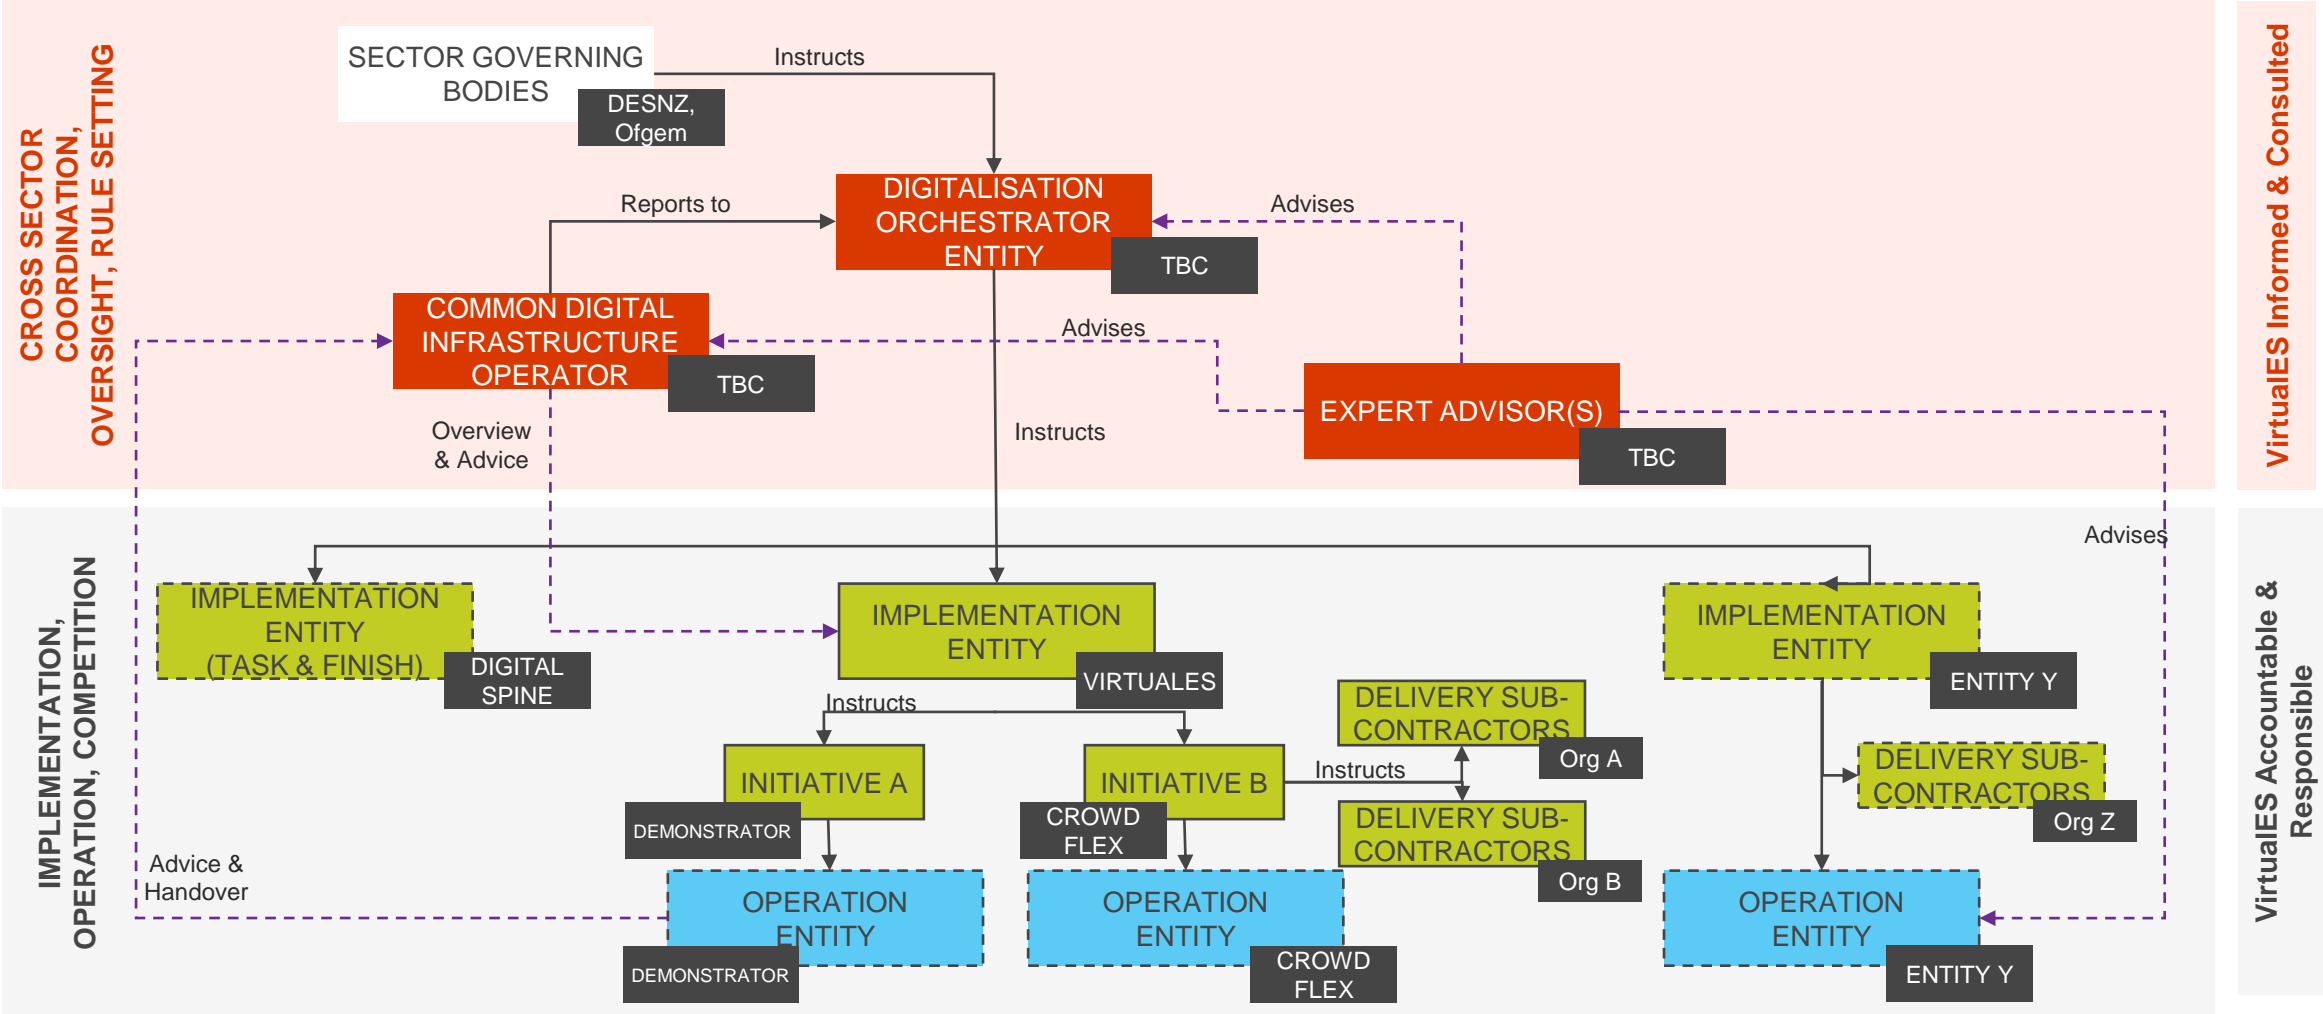 CROSS SECTOR
COORDINATION,
OVERSIGHT, RULE SETTING
SECTOR GOVERNING
BODIES
DESNZ,
Ofgem
Instructs
DIGITALISATION
ORCHESTRATOR
ENTITY
TBC
Reports to
Advises
COMMON DIGITAL
INFRASTRUCTURE
OPERATOR
TBC
Advises
EXPERT ADVISOR(S)
TBC
Overview
& Advice
Instructs
VirtualES Informed & Consulted
IMPLEMENTATION,
OPERATION, COMPETITION
Advises
IMPLEMENTATION
ENTITY
(TASK & FINISH)
DIGITAL
SPINE
IMPLEMENTATION
ENTITY
VIRTUALES
IMPLEMENTATION
ENTITY
ENTITY Y
Instructs
INITIATIVE A
DEMONSTRATOR
INITIATIVE B
CROWD
FLEX
Instructs
DELIVERY SUB-
CONTRACTORS
Org A
DELIVERY SUB-
CONTRACTORS
Org B
DELIVERY SUB-
CONTRACTORS
Org Z
Advice &
Handover
OPERATION
ENTITY
DEMONSTRATOR
OPERATION
ENTITY
CROWD
FLEX
OPERATION
ENTITY
ENTITY Y
VirtualES Accountable &
Responsible